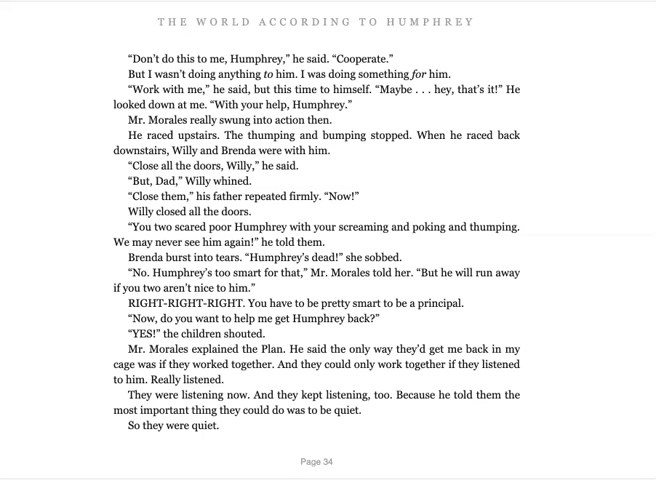 THE WORLD ACCORDING TO HUMPHREY
“Don’t do this to me, Humphrey,” he said. “Cooperate.”
But I wasn’t doing anything to him. I was doing something for him.
“Work with me,” he said, but this time to himself. “Maybe . . . hey, that’s it!” He
looked down at me. “With your help, Humphrey.”
Mr. Morales really swung into action then.
He raced upstairs. The thumping and bumping stopped. When he raced back
downstairs, Willy and Brenda were with him.
“Close all the doors, Willy,” he said.
“But, Dad,” Willy whined.
“Close them,” his father repeated firmly. “Now!”
Willy closed all the doors.
“You two scared poor Humphrey with your screaming and poking and thumping.
We may never see him again!” he told them.
Brenda burst into tears. “Humphrey’s dead!” she sobbed.
“No. Humphrey’s too smart for that,” Mr. Morales told her. “But he will run away
if you two aren’t nice to him.”
RIGHT-RIGHT-RIGHT. You have to be pretty smart to be a principal.
“Now, do you want to help me get Humphrey back?”
“YES!” the children shouted.
Mr. Morales explained the Plan. He said the only way they’d get me back in my
cage was if they worked together. And they could only work together if they listened
to him. Really listened.
They were listening now. And they kept listening, too. Because he told them the
most important thing they could do was to be quiet.
So they were quiet.
Page 34